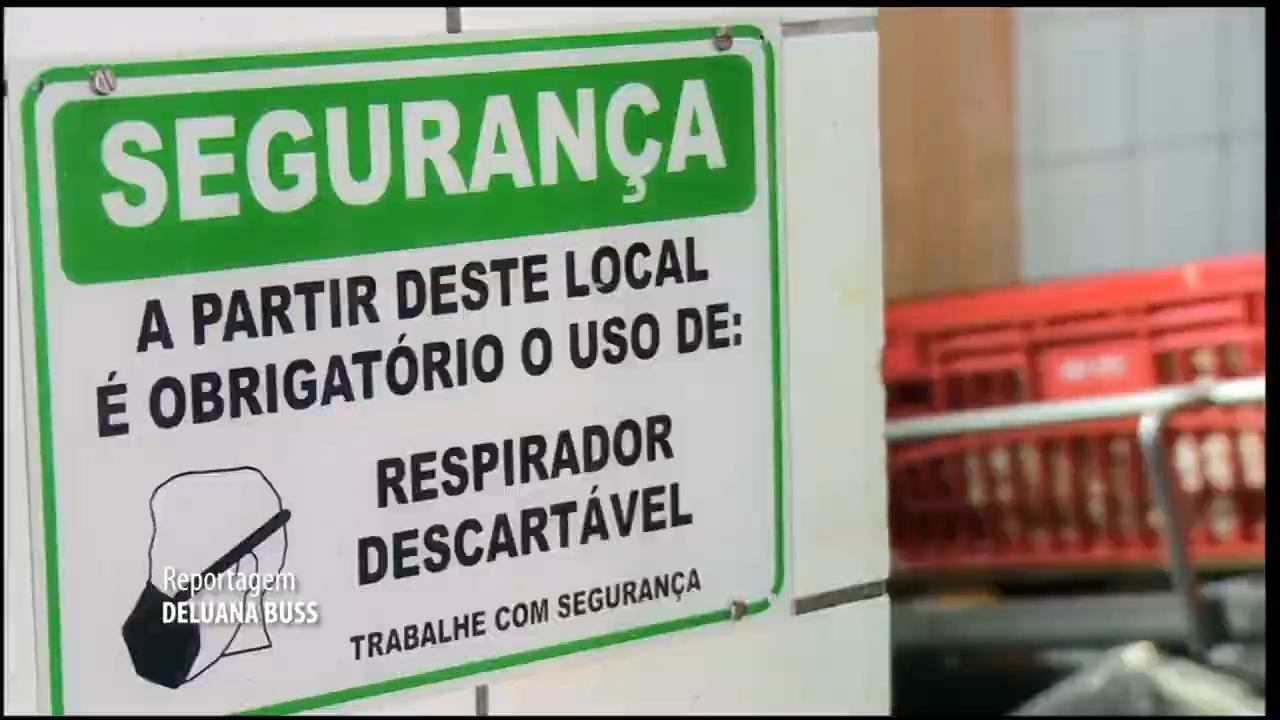 SEGURANÇA
A PARTIR DESTE LOCAL
É OBRIGATÓRIO O USO DE:
RESPIRADOR
DESCARTÁVEL
TRABALHE COM SEGURANÇA
Reportagem
DELUANA BUSS